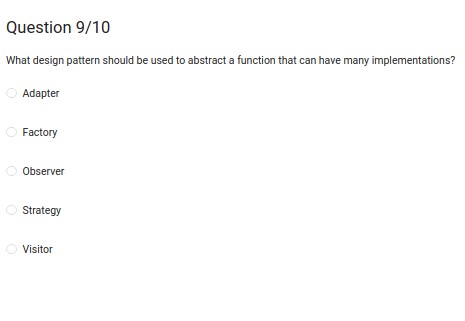 Question 9/10
What design pattern should be used to abstract a function that can have many implementations?
Adapter
Factory
Observer
Strategy
Visitor